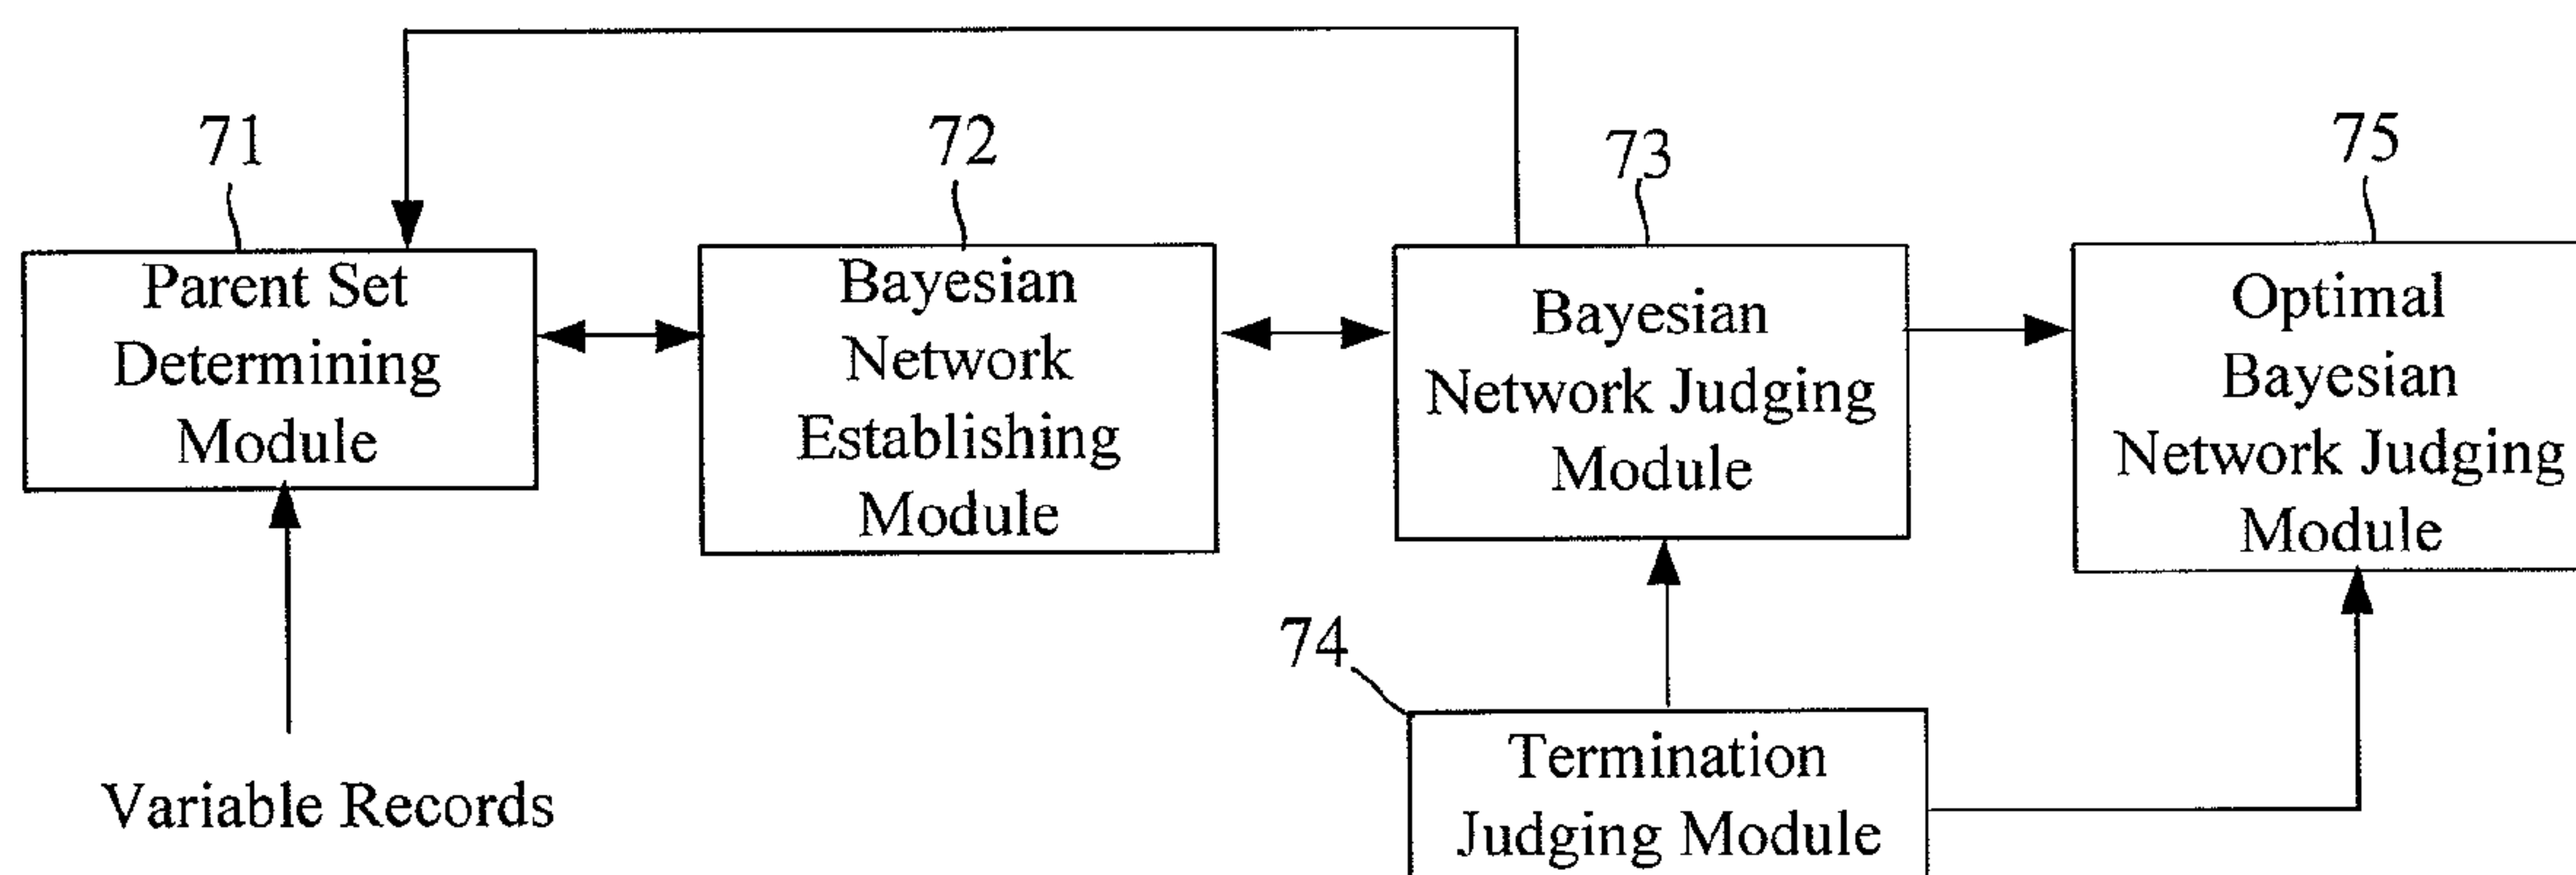 71
72
73
75
Parent Set
Determining
Module
Bayesian
Network
Establishing
Module
Bayesian
Network Judging
Module
Optimal
Bayesian
Network Judging
Module
74
Termination
Judging Module
Variable Records